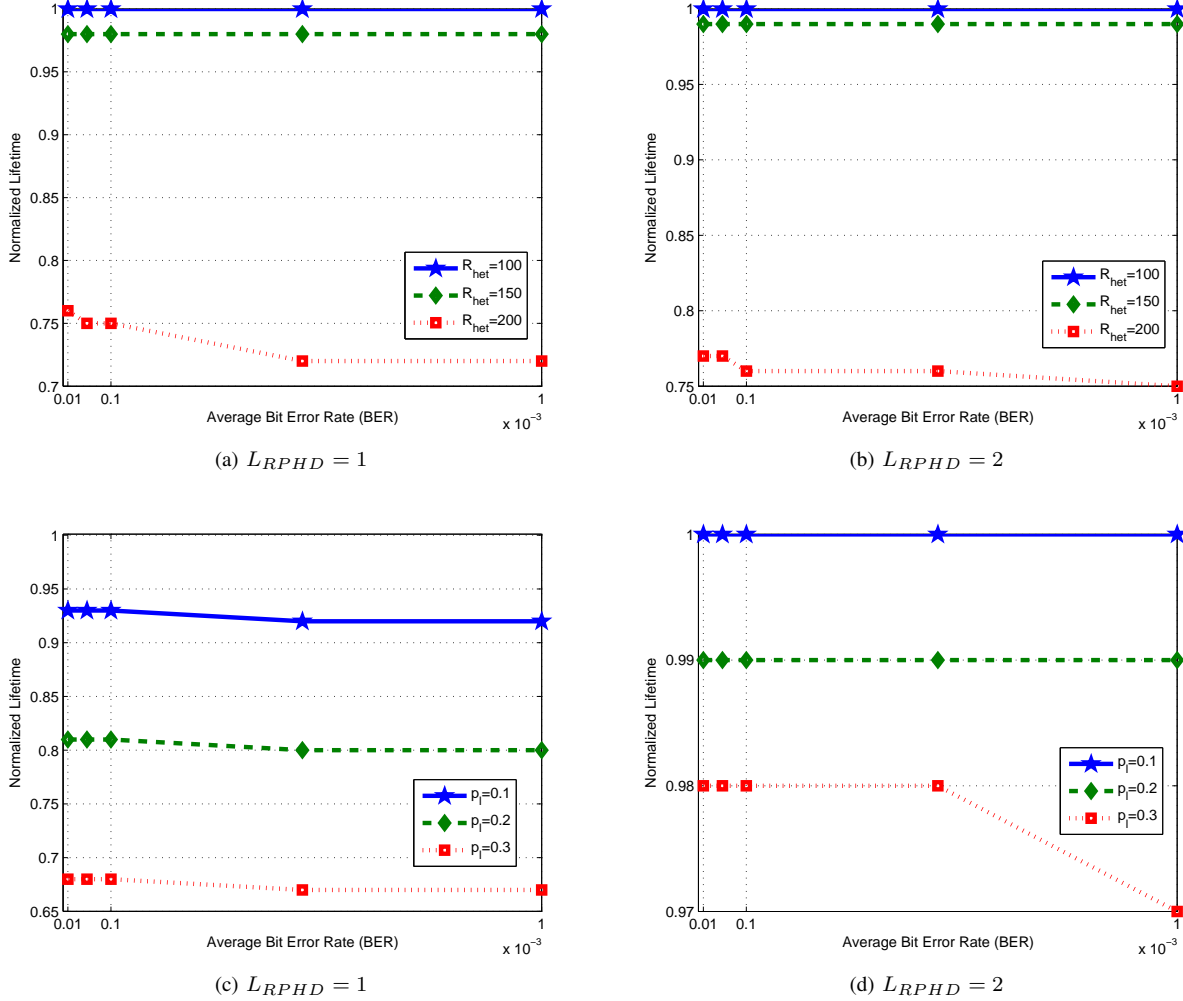 1
0.95
0.9
0.85
0.8
0.75
0.7
Normalized Lifetime
0.01
0.1
1
x 10⁻³
Average Bit Error Rate (BER)
R_het=100
R_het=150
R_het=200
(a) L_RPHD = 1
1
0.95
0.9
0.85
0.8
0.75
Normalized Lifetime
0.01
0.1
1
x 10⁻³
Average Bit Error Rate (BER)
R_het=100
R_het=150
R_het=200
(b) L_RPHD = 2
1
0.95
0.9
0.85
0.8
0.75
0.7
0.65
Normalized Lifetime
0.01
0.1
1
x 10⁻³
Average Bit Error Rate (BER)
p_l=0.1
p_l=0.2
p_l=0.3
(c) L_RPHD = 1
1
0.99
0.98
0.97
Normalized Lifetime
0.01
0.1
1
x 10⁻³
Average Bit Error Rate (BER)
p_l=0.1
p_l=0.2
p_l=0.3
(d) L_RPHD = 2